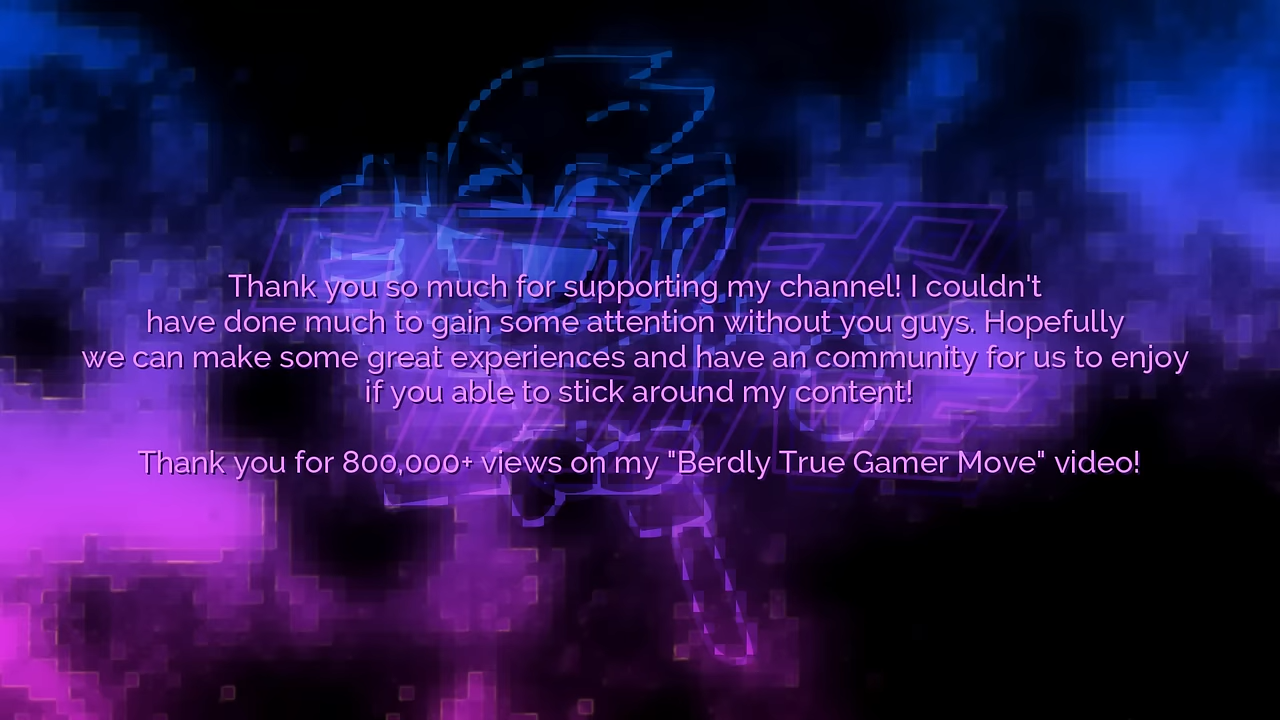 GAMER
MOVE
Thank you so much for supporting my channel! I couldn't
have done much to gain some attention without you guys. Hopefully
we can make some great experiences and have an community for us to enjoy
if you able to stick around my content!
Thank you for 800,000+ views on my "Berdly True Gamer Move" video!